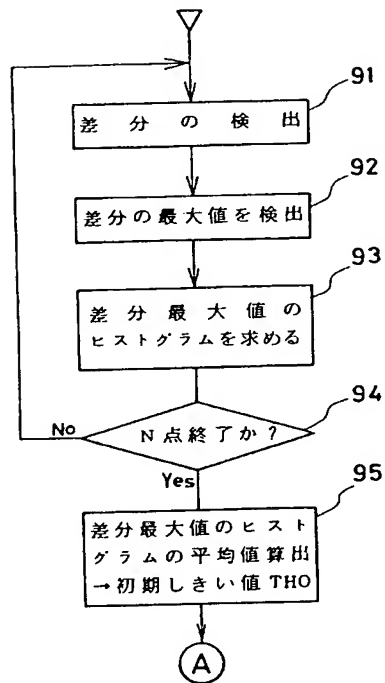 91
差分の検出
92
差分の最大値を検出
93
差分最大値の
ヒストグラムを求める
94
N点終了か?
No
Yes
95
差分最大値のヒスト
グラムの平均値算出
→初期しきい値THO
A